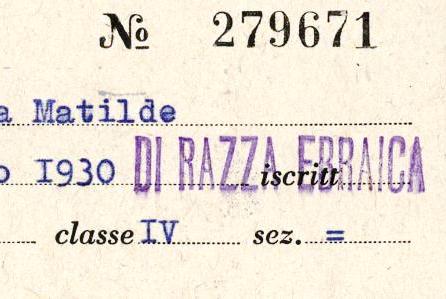 № 279671
a Matilde
o 1930 DI RAZZA EBRAICA iscritt
classe IV sez. =